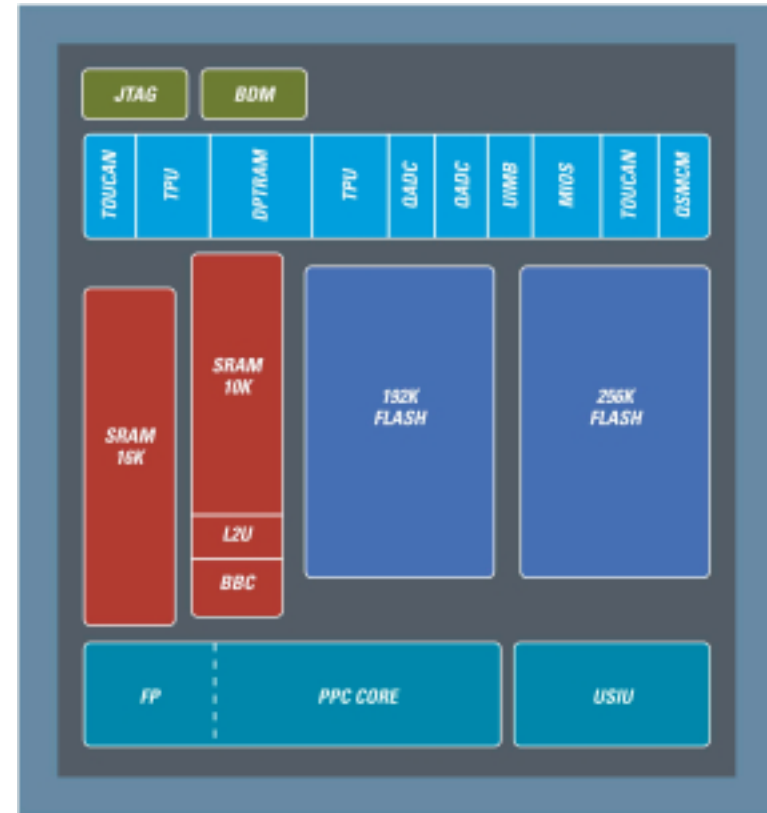 JTAG
BDM
TOUCAN
TPU
DPTRAM
TPU
QADC
QADC
UIMB
MIOS
TOUCAN
QSMCM
SRAM
16K
SRAM
10K
L2U
BBC
192K
FLASH
256K
FLASH
FP
PPC CORE
USIU